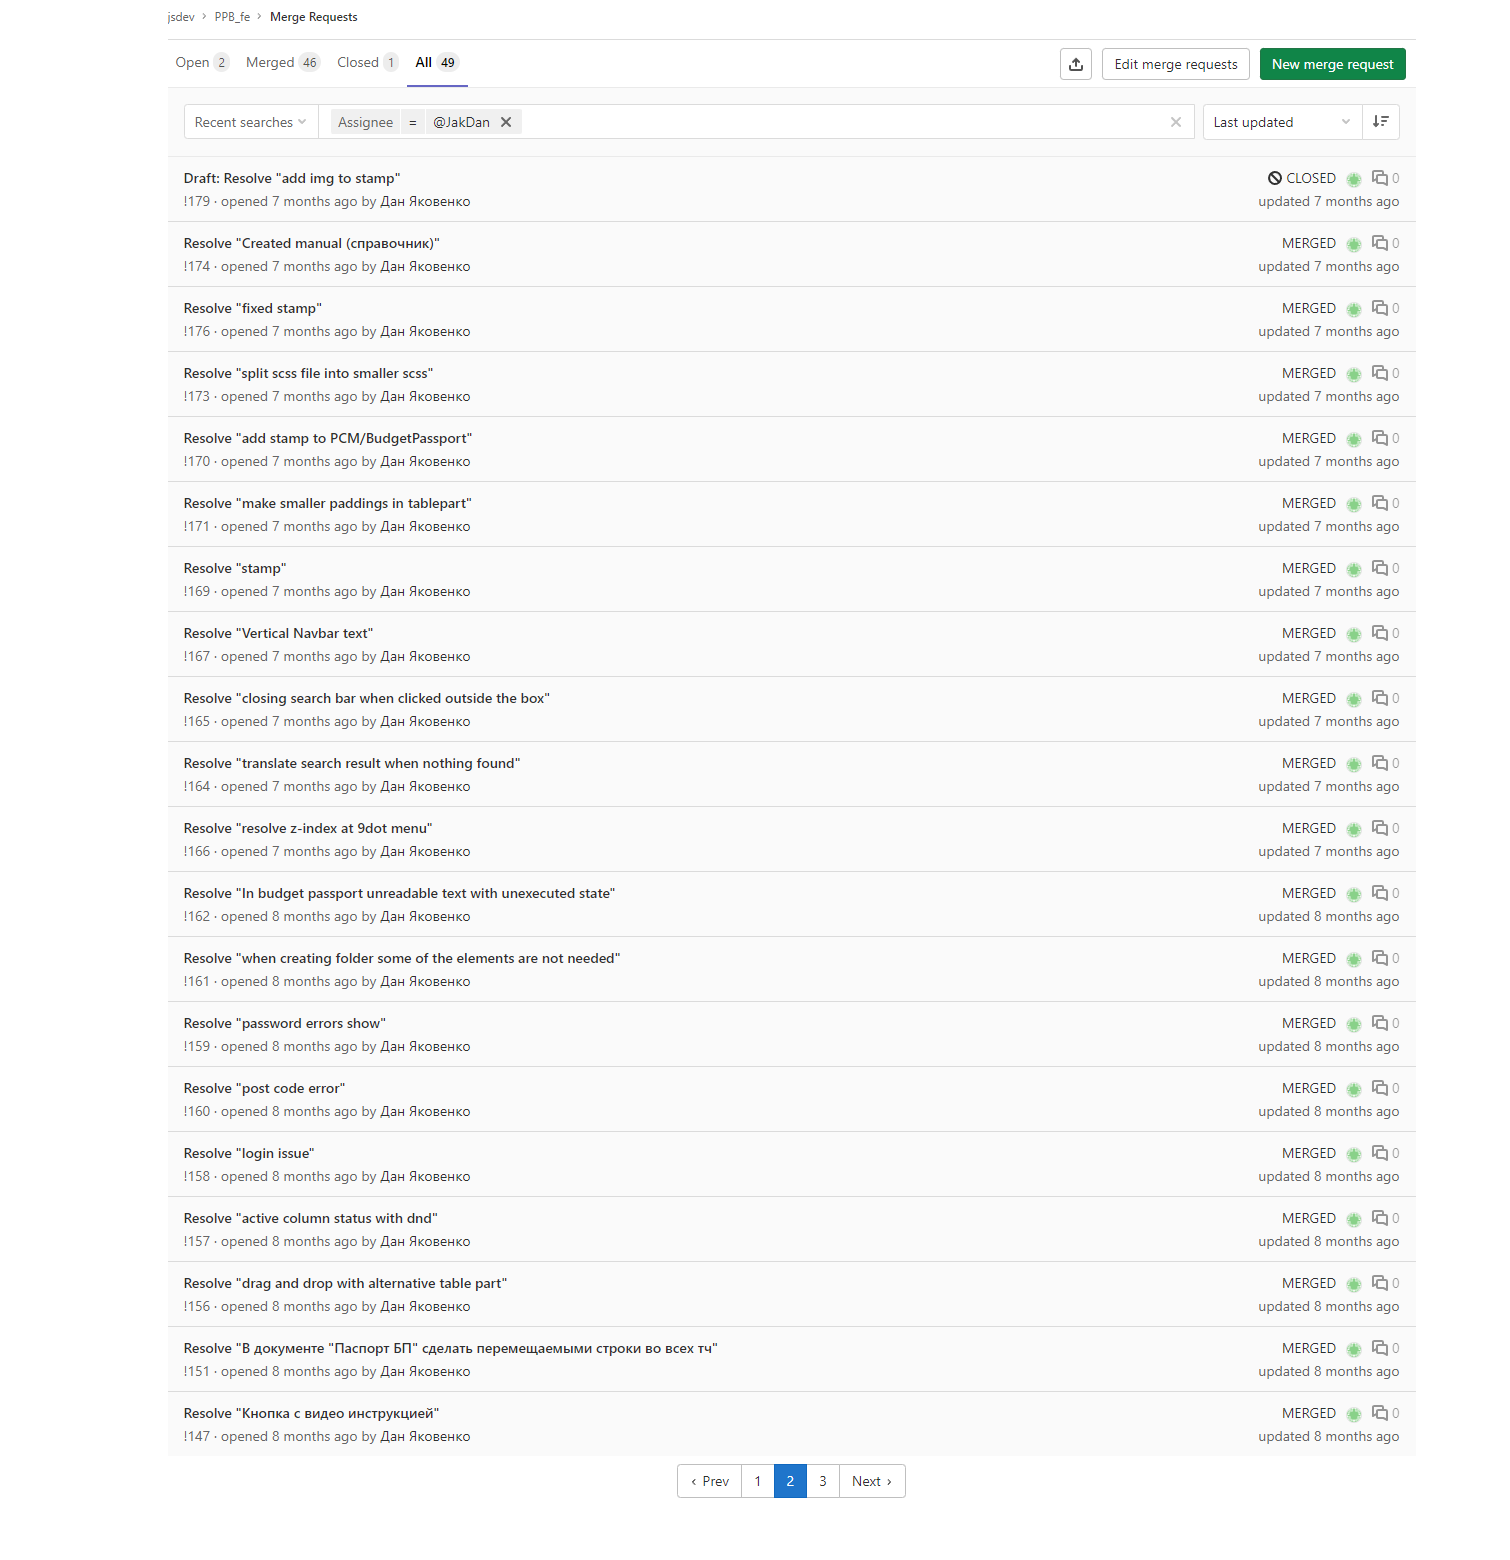 jsdev › PPB_fe › Merge Requests
Open 2 Merged 46 Closed 1 All 49 Edit merge requests New merge request
Recent searches Assignee = @JakDan Last updated
Draft: Resolve "add img to stamp" CLOSED 0
!179 · opened 7 months ago by Дан Яковенко updated 7 months ago
Resolve "Created manual (справочник)" MERGED 0
!174 · opened 7 months ago by Дан Яковенко updated 7 months ago
Resolve "fixed stamp" MERGED 0
!176 · opened 7 months ago by Дан Яковенко updated 7 months ago
Resolve "split scss file into smaller scss" MERGED 0
!173 · opened 7 months ago by Дан Яковенко updated 7 months ago
Resolve "add stamp to PCM/BudgetPassport" MERGED 0
!170 · opened 7 months ago by Дан Яковенко updated 7 months ago
Resolve "make smaller paddings in tablepart" MERGED 0
!171 · opened 7 months ago by Дан Яковенко updated 7 months ago
Resolve "stamp" MERGED 0
!169 · opened 7 months ago by Дан Яковенко updated 7 months ago
Resolve "Vertical Navbar text" MERGED 0
!167 · opened 7 months ago by Дан Яковенко updated 7 months ago
Resolve "closing search bar when clicked outside the box" MERGED 0
!165 · opened 7 months ago by Дан Яковенко updated 7 months ago
Resolve "translate search result when nothing found" MERGED 0
!164 · opened 7 months ago by Дан Яковенко updated 7 months ago
Resolve "resolve z-index at 9dot menu" MERGED 0
!166 · opened 7 months ago by Дан Яковенко updated 7 months ago
Resolve "In budget passport unreadable text with unexecuted state" MERGED 0
!162 · opened 8 months ago by Дан Яковенко updated 8 months ago
Resolve "when creating folder some of the elements are not needed" MERGED 0
!161 · opened 8 months ago by Дан Яковенко updated 8 months ago
Resolve "password errors show" MERGED 0
!159 · opened 8 months ago by Дан Яковенко updated 8 months ago
Resolve "post code error" MERGED 0
!160 · opened 8 months ago by Дан Яковенко updated 8 months ago
Resolve "login issue" MERGED 0
!158 · opened 8 months ago by Дан Яковенко updated 8 months ago
Resolve "active column status with dnd" MERGED 0
!157 · opened 8 months ago by Дан Яковенко updated 8 months ago
Resolve "drag and drop with alternative table part" MERGED 0
!156 · opened 8 months ago by Дан Яковенко updated 8 months ago
Resolve "В документе "Паспорт БП" сделать перемещаемыми строки во всех тч" MERGED 0
!151 · opened 8 months ago by Дан Яковенко updated 8 months ago
Resolve "Кнопка с видео инструкцией" MERGED 0
!147 · opened 8 months ago by Дан Яковенко updated 8 months ago
‹ Prev 1 2 3 Next ›